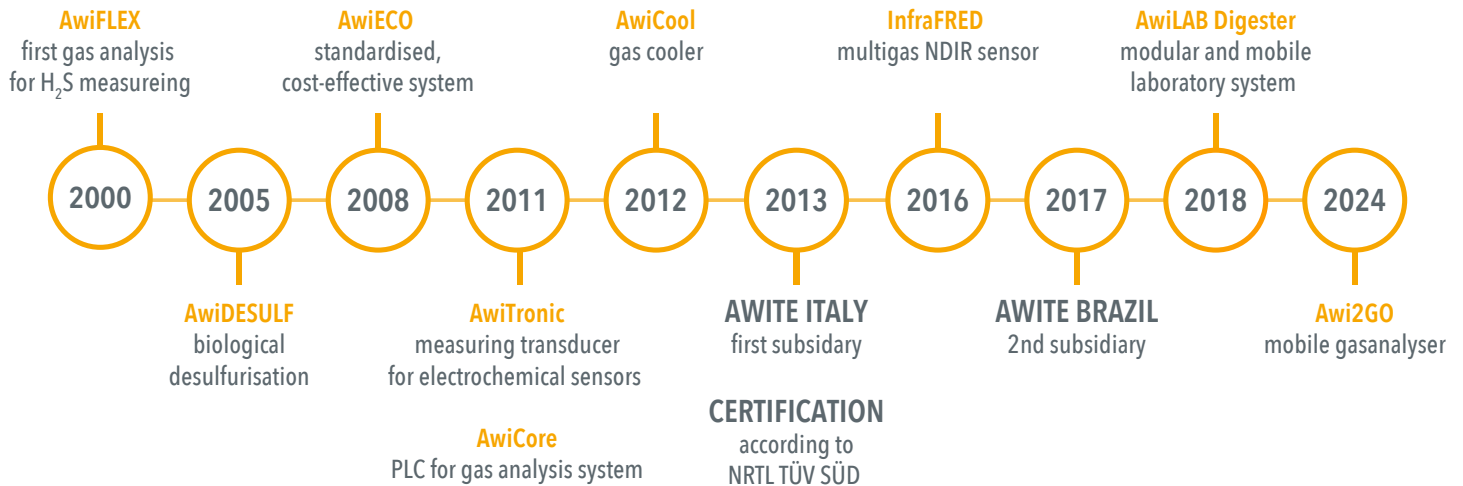 AwiFLEX
first gas analysis
for H₂S measureing
AwiECO
standardised,
cost-effective system
AwiCool
gas cooler
InfraFRED
multigas NDIR sensor
AwiLAB Digester
modular and mobile
laboratory system
2000
2005
2008
2011
2012
2013
2016
2017
2018
2024
AwiDESULF
biological
desulfurisation
AwiTronic
measuring transducer
for electrochemical sensors
AwiCore
PLC for gas analysis system
AWITE ITALY
first subsidary
CERTIFICATION
according to
NRTL TÜV SÜD
AWITE BRAZIL
2nd subsidiary
Awi2GO
mobile gasanalyser